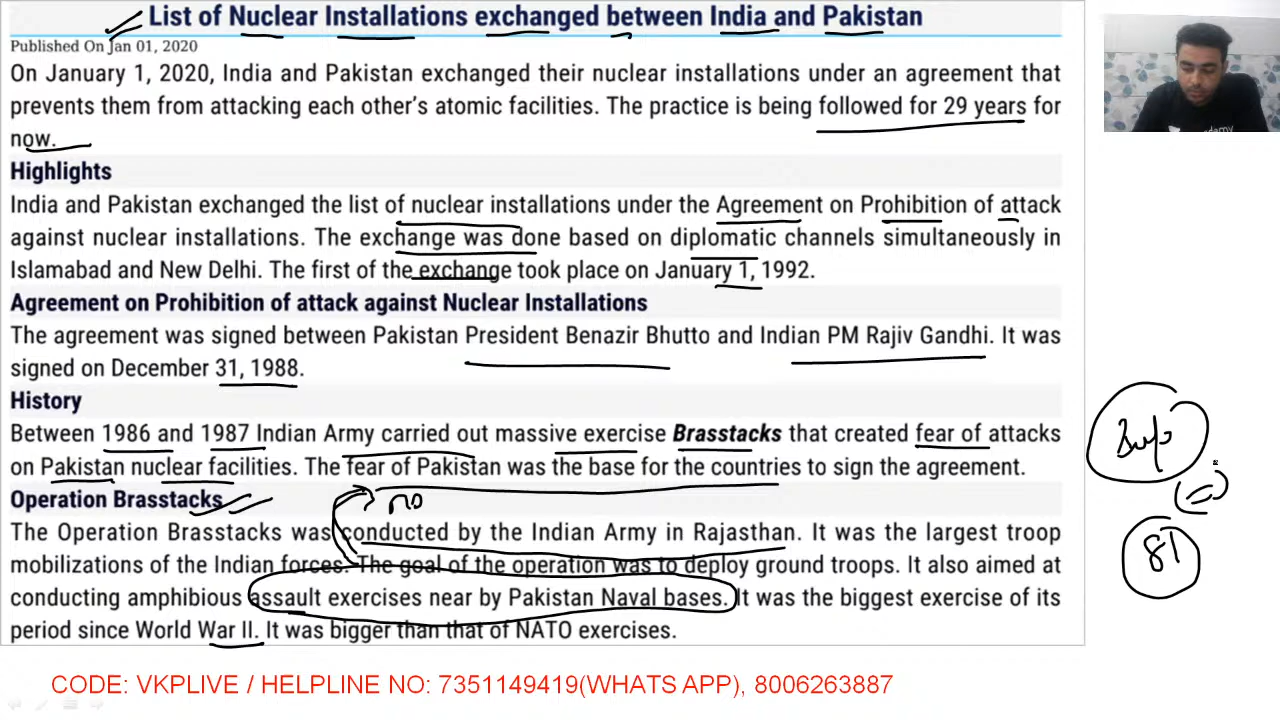 List of Nuclear Installations exchanged between India and Pakistan
Published On Jan 01, 2020
On January 1, 2020, India and Pakistan exchanged their nuclear installations under an agreement that
prevents them from attacking each other's atomic facilities. The practice is being followed for 29 years for
now.
Highlights
India and Pakistan exchanged the list of nuclear installations under the Agreement on Prohibition of attack
against nuclear installations. The exchange was done based on diplomatic channels simultaneously in
Islamabad and New Delhi. The first of the exchange took place on January 1, 1992.
Agreement on Prohibition of attack against Nuclear Installations
The agreement was signed between Pakistan President Benazir Bhutto and Indian PM Rajiv Gandhi. It was
signed on December 31, 1988.
History
Between 1986 and 1987 Indian Army carried out massive exercise Brasstacks that created fear of attacks
on Pakistan nuclear facilities. The fear of Pakistan was the base for the countries to sign the agreement.
Operation Brasstacks
no
The Operation Brasstacks was conducted by the Indian Army in Rajasthan. It was the largest troop
mobilizations of the Indian forces. The goal of the operation was to deploy ground troops. It also aimed at
conducting amphibious assault exercises near by Pakistan Naval bases. It was the biggest exercise of its
period since World War II. It was bigger than that of NATO exercises.
CODE: VKPLIVE / HELPLINE NO: 7351149419(WHATS APP), 8006263887